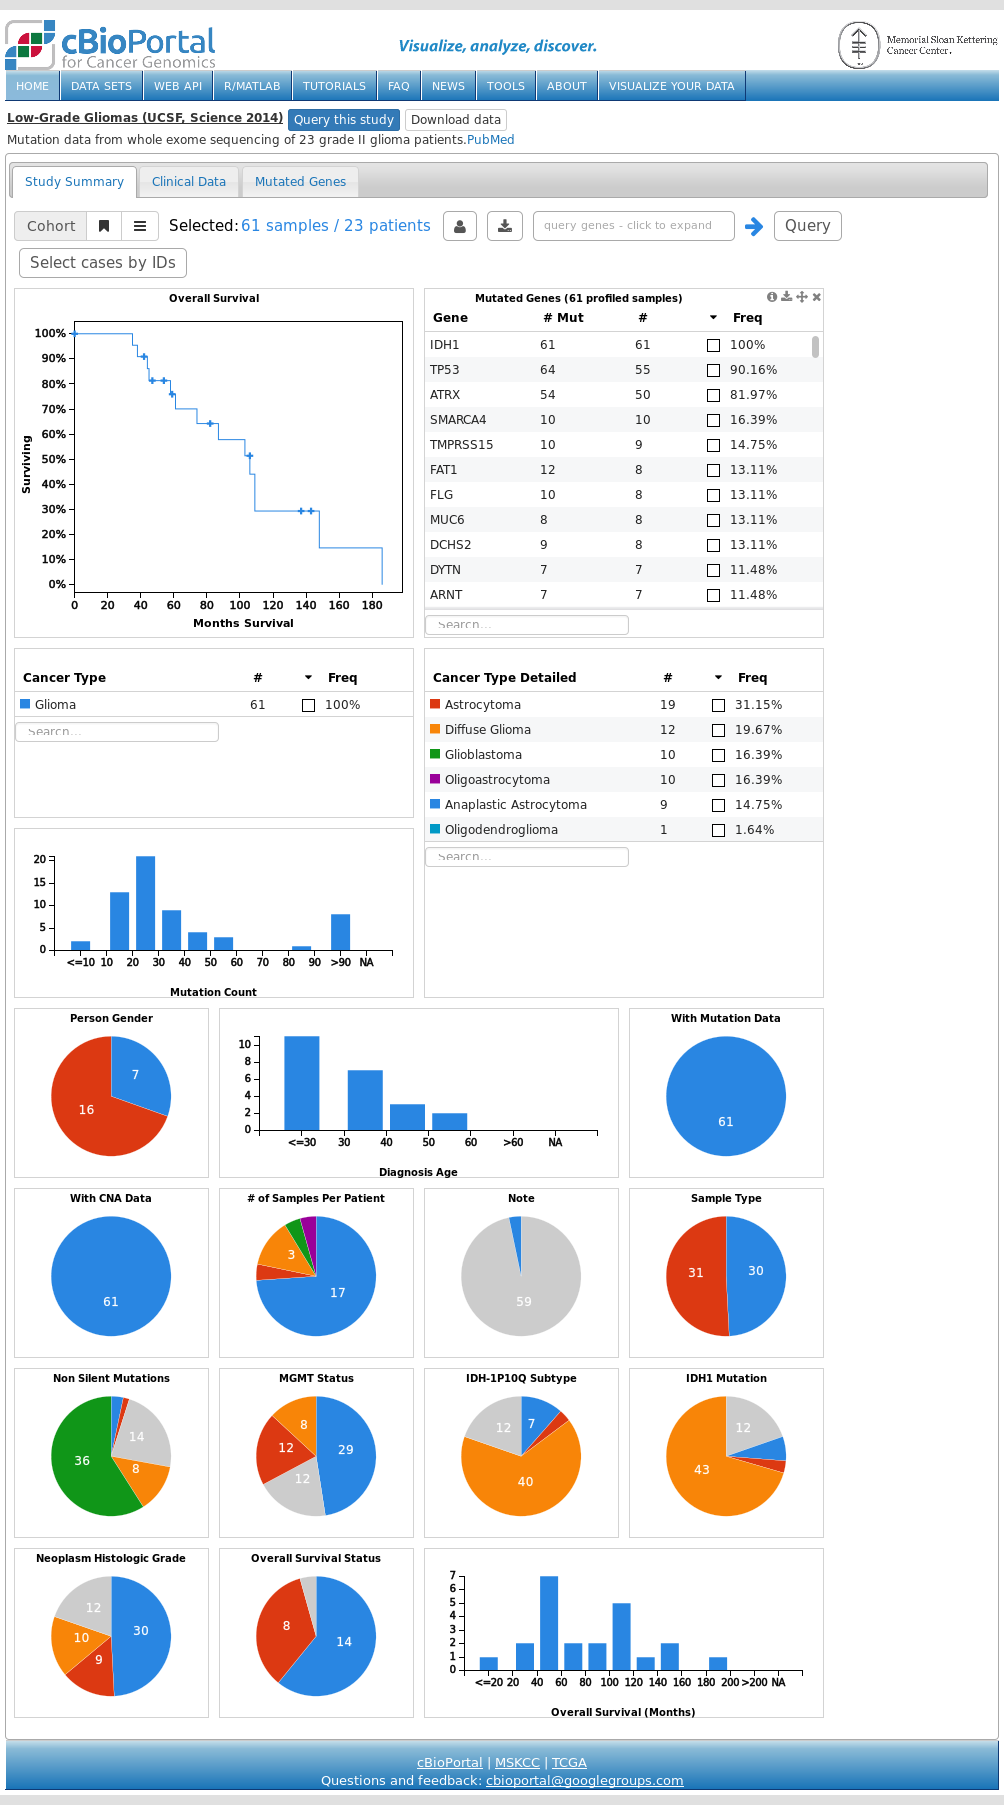 cBioPortal
for Cancer Genomics
Visualize, analyze, discover.
Memorial Sloan Kettering
Cancer Center.
HOME DATA SETS WEB API R/MATLAB TUTORIALS FAQ NEWS TOOLS ABOUT VISUALIZE YOUR DATA
Low-Grade Gliomas (UCSF, Science 2014) Query this study Download data
Mutation data from whole exome sequencing of 23 grade II glioma patients.PubMed
Study Summary Clinical Data Mutated Genes
Cohort Selected: 61 samples / 23 patients query genes - click to expand Query
Select cases by IDs
Overall Survival
100%
90%
80%
70%
60%
50%
40%
30%
20%
10%
0%
Surviving
0 20 40 60 80 100 120 140 160 180
Months Survival
Mutated Genes (61 profiled samples)
Gene # Mut # Freq
IDH1 61 61 100%
TP53 64 55 90.16%
ATRX 54 50 81.97%
SMARCA4 10 10 16.39%
TMPRSS15 10 9 14.75%
FAT1 12 8 13.11%
FLG 10 8 13.11%
MUC6 8 8 13.11%
DCHS2 9 8 13.11%
DYTN 7 7 11.48%
ARNT 7 7 11.48%
Search...
Cancer Type # Freq
Glioma 61 100%
Search...
Cancer Type Detailed # Freq
Astrocytoma 19 31.15%
Diffuse Glioma 12 19.67%
Glioblastoma 10 16.39%
Oligoastrocytoma 10 16.39%
Anaplastic Astrocytoma 9 14.75%
Oligodendroglioma 1 1.64%
Search...
20
15
10
5
0
<=10 10 20 30 40 50 60 70 80 90 >90 NA
Mutation Count
Person Gender
7
16
10
8
6
4
2
0
<=30 30 40 50 60 >60 NA
Diagnosis Age
With Mutation Data
61
With CNA Data
61
# of Samples Per Patient
3
17
Note
59
Sample Type
31 30
Non Silent Mutations
14
36
8
MGMT Status
8
29
12
12
IDH-1P10Q Subtype
12 7
40
IDH1 Mutation
12
43
Neoplasm Histologic Grade
12
30
10
9
Overall Survival Status
8
14
7
6
5
4
3
2
1
0
<=20 20 40 60 80 100 120 140 160 180 200 >200 NA
Overall Survival (Months)
cBioPortal | MSKCC | TCGA
Questions and feedback: cbioportal@googlegroups.com